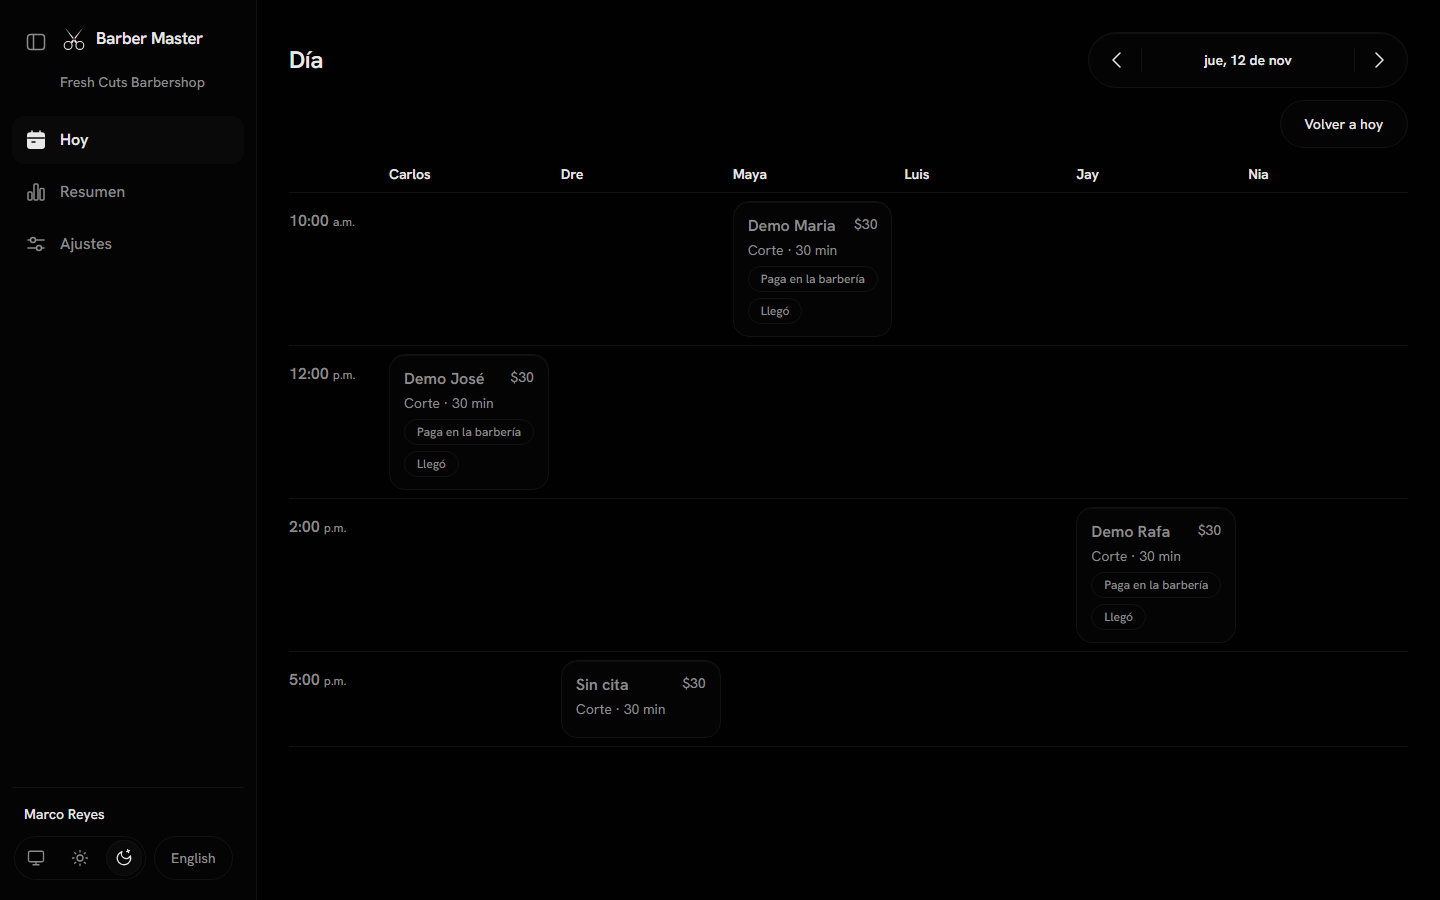 Barber Master
Fresh Cuts Barbershop
Hoy
Resumen
Ajustes
Marco Reyes
English
Día
jue, 12 de nov
Volver a hoy
Carlos Dre Maya Luis Jay Nia
10:00 a.m.
Demo Maria $30
Corte · 30 min
Paga en la barbería
Llegó
12:00 p.m.
Demo José $30
Corte · 30 min
Paga en la barbería
Llegó
2:00 p.m.
Demo Rafa $30
Corte · 30 min
Paga en la barbería
Llegó
5:00 p.m.
Sin cita $30
Corte · 30 min